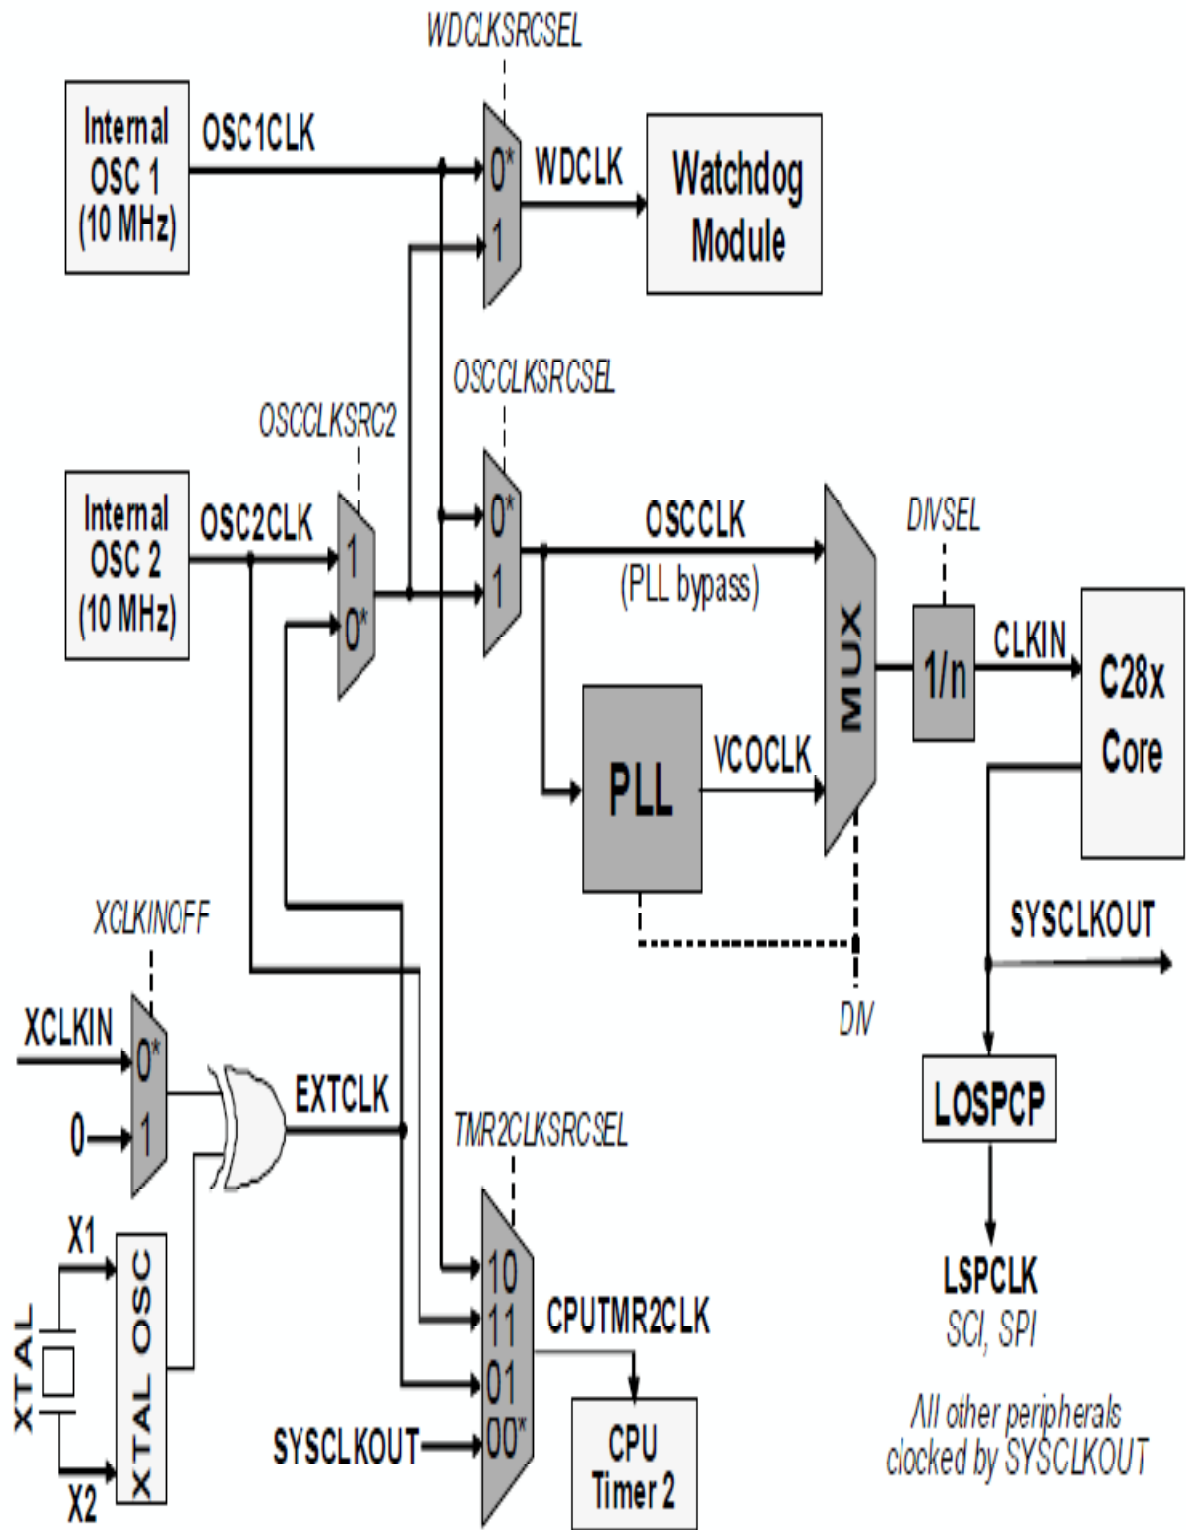 WDCLKSRCSEL
Internal
OSC 1
(10 MHz)
OSC1CLK
0*
1
WDCLK
Watchdog
Module
OSCCLKSRCSEL
OSCCLKSRC2
Internal
OSC 2
(10 MHz)
OSC2CLK
1
0*
0*
1
OSCCLK
(PLL bypass)
MUX
DIVSEL
1/n
CLKIN
C28x
Core
PLL
VCOCLK
DIV
SYSCLKOUT
LOSPCP
LSPCLK
SCI, SPI
All other peripherals
clocked by SYSCLKOUT
XCLKINOFF
XCLKIN
0*
0
1
EXTCLK
X1
XTAL
XTAL OSC
X2
TMR2CLKSRCSEL
10
11
01
00*
SYSCLKOUT
CPUTMR2CLK
CPU
Timer 2